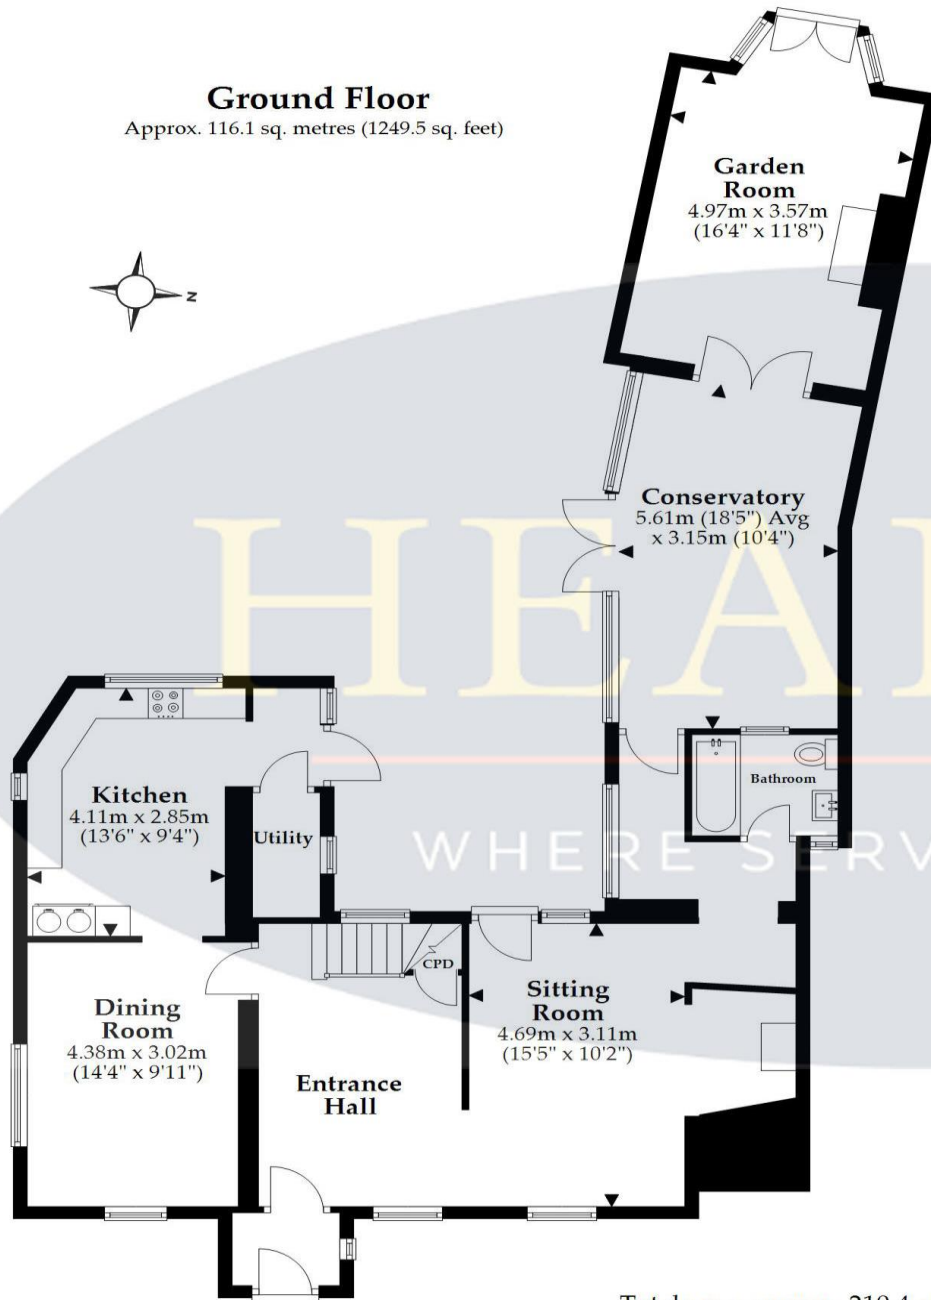 Ground Floor
Approx. 116.1 sq. metres (1249.5 sq. feet)
N
Garden
Room
4.97m x 3.57m
(16'4" x 11'8")
Conservatory
5.61m (18'5") Avg
x 3.15m (10'4")
HEA
Kitchen
4.11m x 2.85m
(13'6" x 9'4")
Utility
Bathroom
WHERE SERV
CPD
Dining
Room
4.38m x 3.02m
(14'4" x 9'11")
Sitting
Room
4.69m x 3.11m
(15'5" x 10'2")
Entrance
Hall